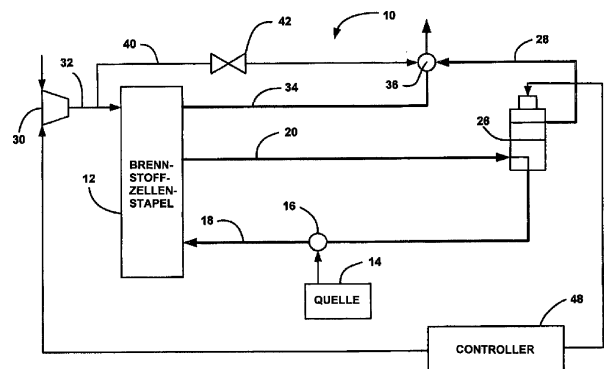 42
10
40
28
32
36
30
34
26
20
BRENN-
STOFF-
ZELLEN-
STAPEL
12
16
18
14
QUELLE
48
CONTROLLER